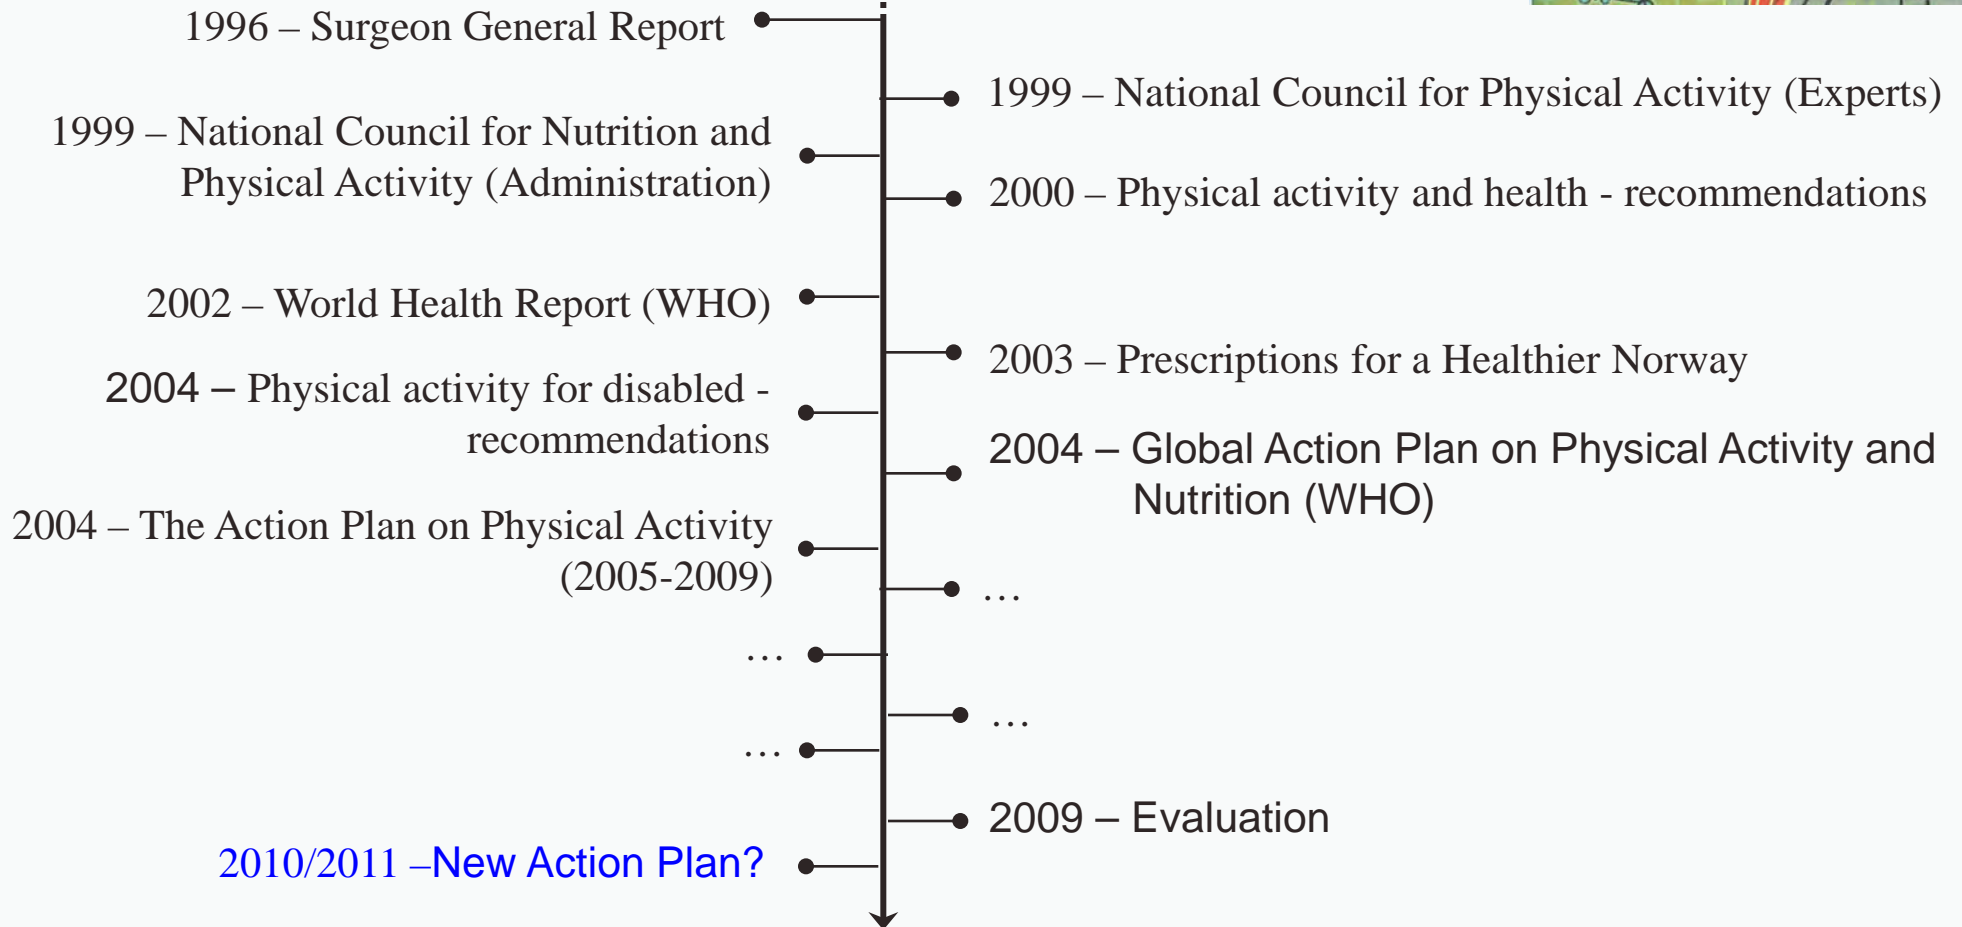 1996 – Surgeon General Report
1999 – National Council for Physical Activity (Experts)
1999 – National Council for Nutrition and
Physical Activity (Administration)
2000 – Physical activity and health - recommendations
2002 – World Health Report (WHO)
2003 – Prescriptions for a Healthier Norway
2004 – Physical activity for disabled -
recommendations
2004 – Global Action Plan on Physical Activity and
Nutrition (WHO)
2004 – The Action Plan on Physical Activity
(2005-2009)
…
…
…
…
2009 – Evaluation
2010/2011 –New Action Plan?